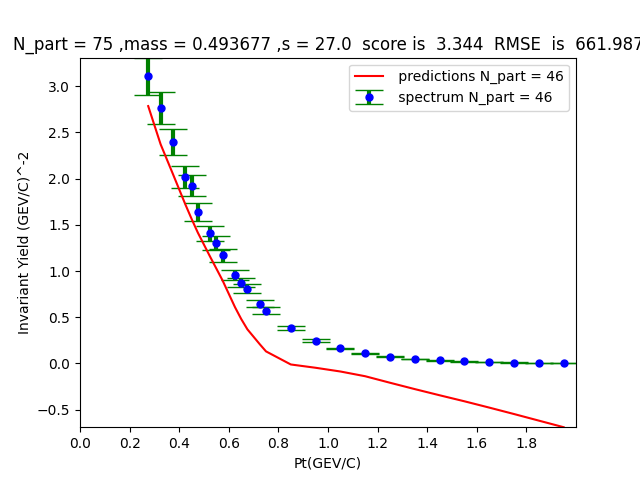 N_part = 75 ,mass = 0.493677 ,s = 27.0  score is  3.344  RMSE  is  661.987
predictions N_part = 46
spectrum N_part = 46
Invariant Yield (GEV/C)^-2
3.0
2.5
2.0
1.5
1.0
0.5
0.0
−0.5
0.0 0.2 0.4 0.6 0.8 1.0 1.2 1.4 1.6 1.8
Pt(GEV/C)